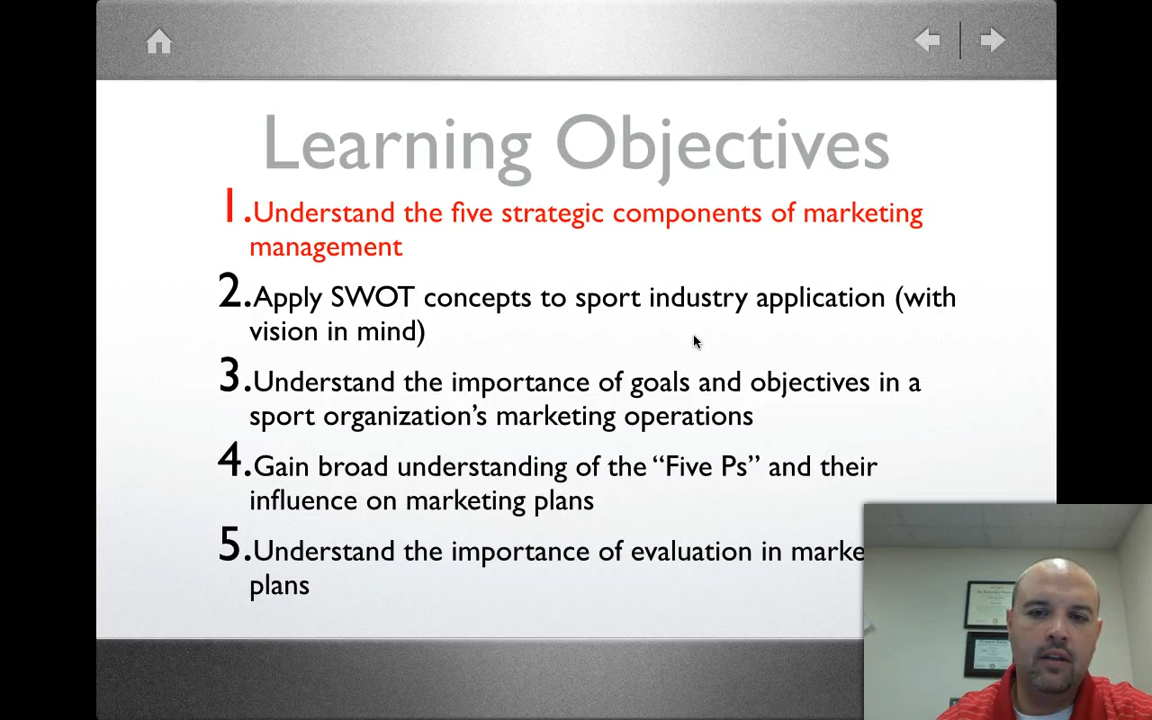 Learning Objectives
1.Understand the five strategic components of marketing
management
2.Apply SWOT concepts to sport industry application (with
vision in mind)
3.Understand the importance of goals and objectives in a
sport organization’s marketing operations
4.Gain broad understanding of the “Five Ps” and their
influence on marketing plans
5.Understand the importance of evaluation in marke
plans